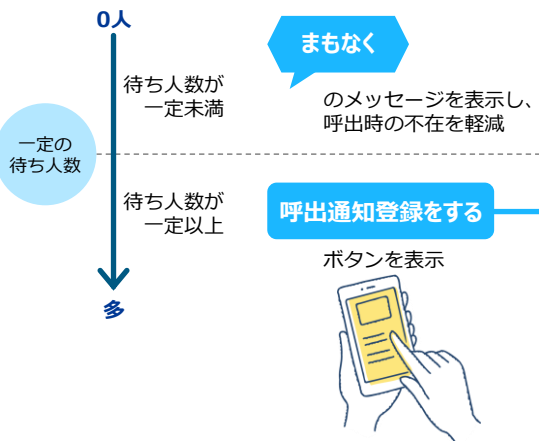 0人
まもなく
待ち人数が
一定未満
のメッセージを表示し、
呼出時の不在を軽減
一定の
待ち人数
待ち人数が
一定以上
呼出通知登録をする
ボタンを表示
多